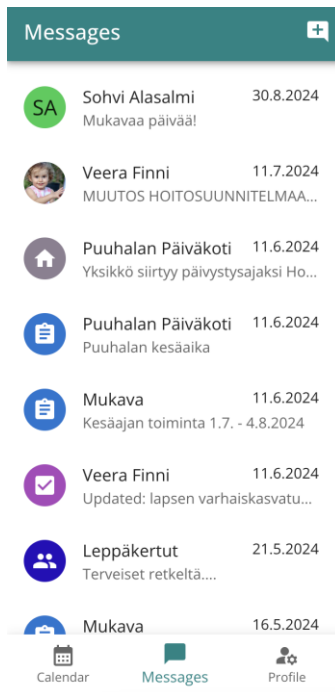 Messages
SA
Sohvi Alasalmi 30.8.2024
Mukavaa päivää!
Veera Finni 11.7.2024
MUUTOS HOITOSUUNNITELMAA...
Puuhalan Päiväkoti 11.6.2024
Yksikkö siirtyy päivystysajaksi Ho...
Puuhalan Päiväkoti 11.6.2024
Puuhalan kesäaika
Mukava 11.6.2024
Kesäajan toiminta 1.7. - 4.8.2024
Veera Finni 11.6.2024
Updated: lapsen varhaiskasvatu...
Leppäkertut 21.5.2024
Terveiset retkeltä....
Mukava 16.5.2024
Calendar Messages Profile